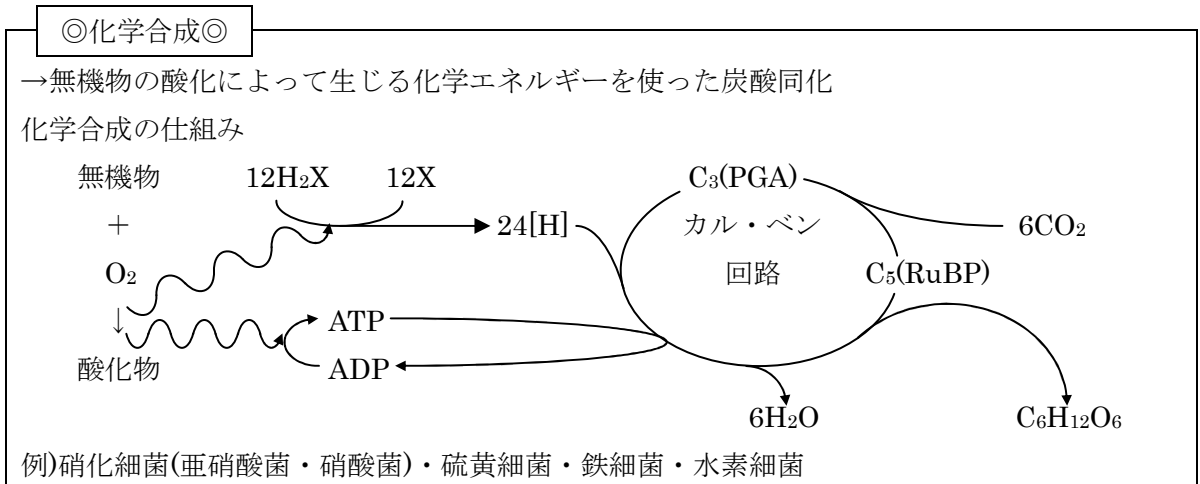 ◎化学合成◎
→無機物の酸化によって生じる化学エネルギーを使った炭酸同化
化学合成の仕組み
無機物 12H₂X 12X C₃(PGA)
+ 24[H] カル・ベン 6CO₂
O₂ 回路 C₅(RuBP)
↓ ATP
酸化物 ADP
6H₂O C₆H₁₂O₆
例)硝化細菌(亜硝酸菌・硝酸菌)・硫黄細菌・鉄細菌・水素細菌